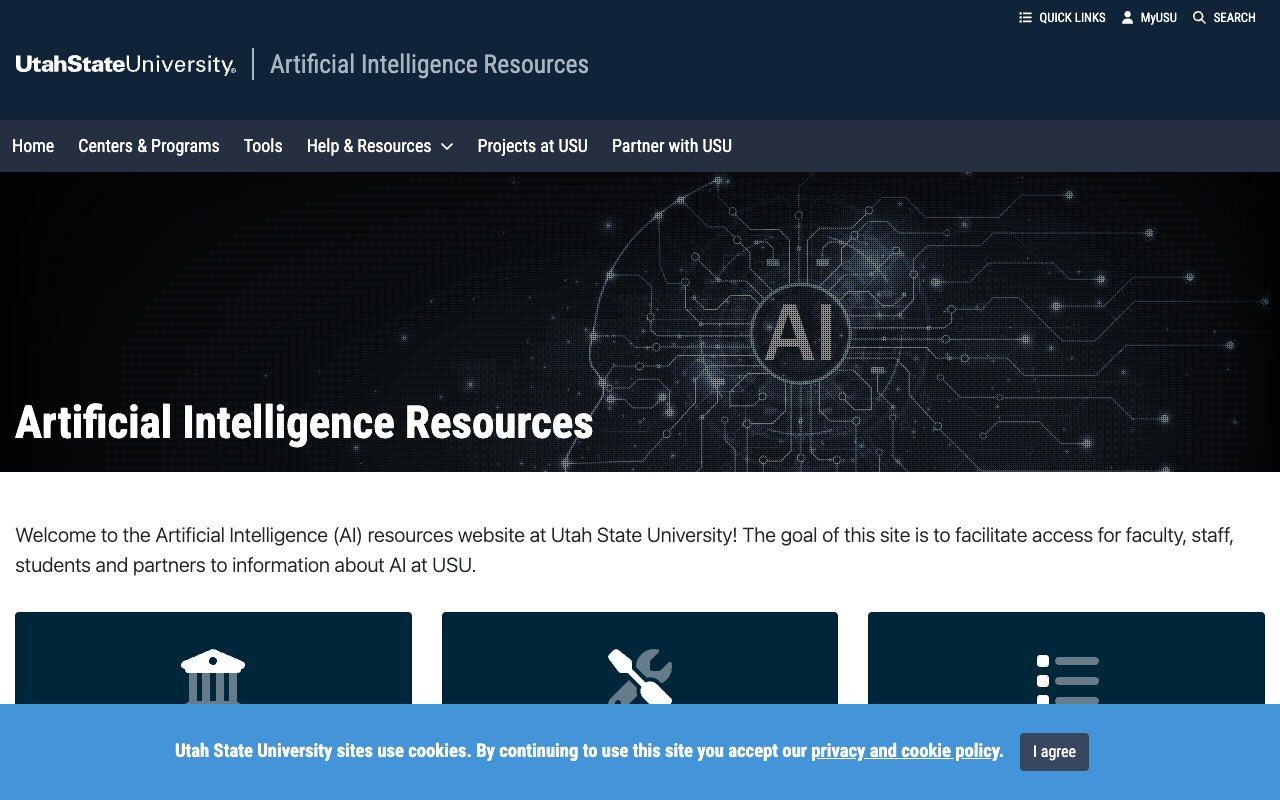 QUICK LINKS MyUSU SEARCH
UtahStateUniversity® Artificial Intelligence Resources
Home Centers & Programs Tools Help & Resources Projects at USU Partner with USU
AI
Artificial Intelligence Resources
Welcome to the Artificial Intelligence (AI) resources website at Utah State University! The goal of this site is to facilitate access for faculty, staff,
students and partners to information about AI at USU.
Utah State University sites use cookies. By continuing to use this site you accept our privacy and cookie policy. I agree